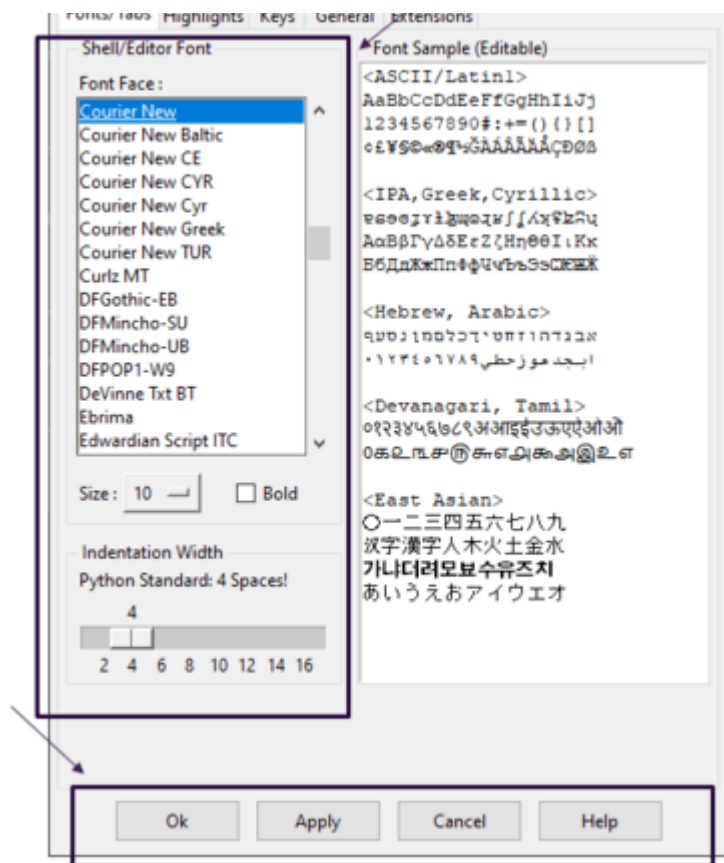 Fonts/Tabs Highlights Keys General Extensions
Shell/Editor Font
Font Face :
Courier New
Courier New Baltic
Courier New CE
Courier New CYR
Courier New Cyr
Courier New Greek
Courier New TUR
Curlz MT
DFGothic-EB
DFMincho-SU
DFMincho-UB
DFPOP1-W9
DeVinne Txt BT
Ebrima
Edwardian Script ITC
Size : 10 Bold
Indentation Width
Python Standard: 4 Spaces!
4
2 4 6 8 10 12 14 16
Font Sample (Editable)
<ASCII/Latin1>
AaBbCcDdEeFfGgHhIiJj
1234567890#:+=(){}[]
<IPA,Greek,Cyrillic>
ΑαΒβΓγΔδΕεΖζΗηΘθΙιΚκ
<Hebrew, Arabic>
אבגדהוזחטיךכלםמןנסעף
ابجدهوزحطي٠١٢٣٤٥٦٧٨٩
<Devanagari, Tamil>
०१२३४५६७८९अआइईउऊएऐओऔ
<East Asian>
〇一二三四五六七八九
汉字漢字人木火土金水
가냐더려모뵤수유즈치
あいうえおアイウエオ
Ok Apply Cancel Help